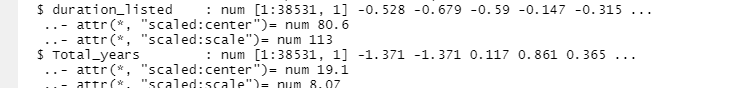 $ duration_listed    : num [1:38531, 1] -0.528 -0.679 -0.59 -0.147 -0.315 ...
..- attr(*, "scaled:center")= num 80.6
..- attr(*, "scaled:scale")= num 113
$ Total_years        : num [1:38531, 1] -1.371 -1.371 0.117 0.861 0.365 ...
..- attr(*, "scaled:center")= num 19.1
..- attr(*, "scaled:scale")= num 8.07